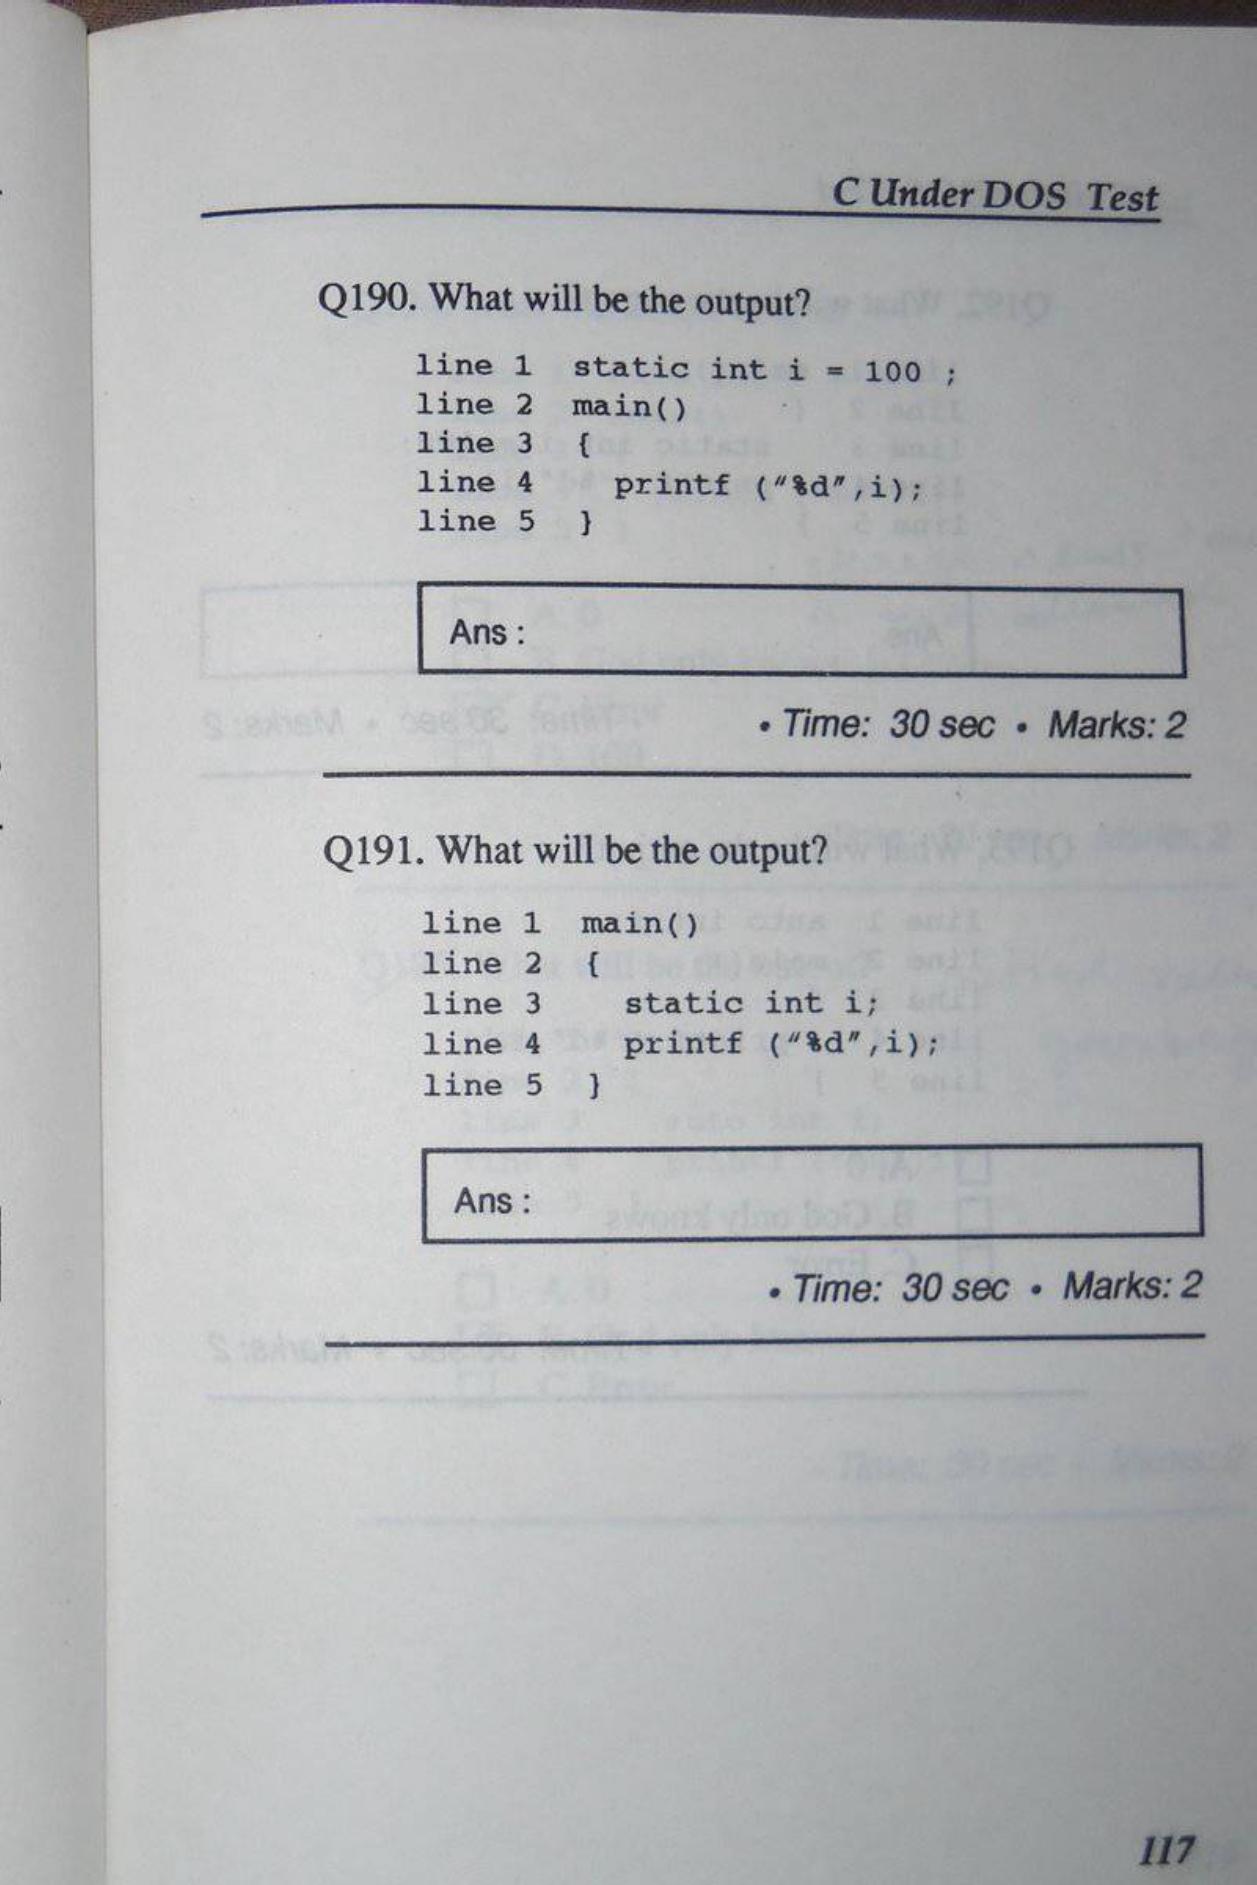 C Under DOS Test
Q190. What will be the output?
line 1 static int i = 100 ;
line 2 main()
line 3 {
line 4 printf ("%d",i);
line 5 }
Ans :
• Time: 30 sec • Marks: 2
Q191. What will be the output?
line 1 main()
line 2 {
line 3 static int i;
line 4 printf ("%d",i);
line 5 }
Ans :
• Time: 30 sec • Marks: 2
117